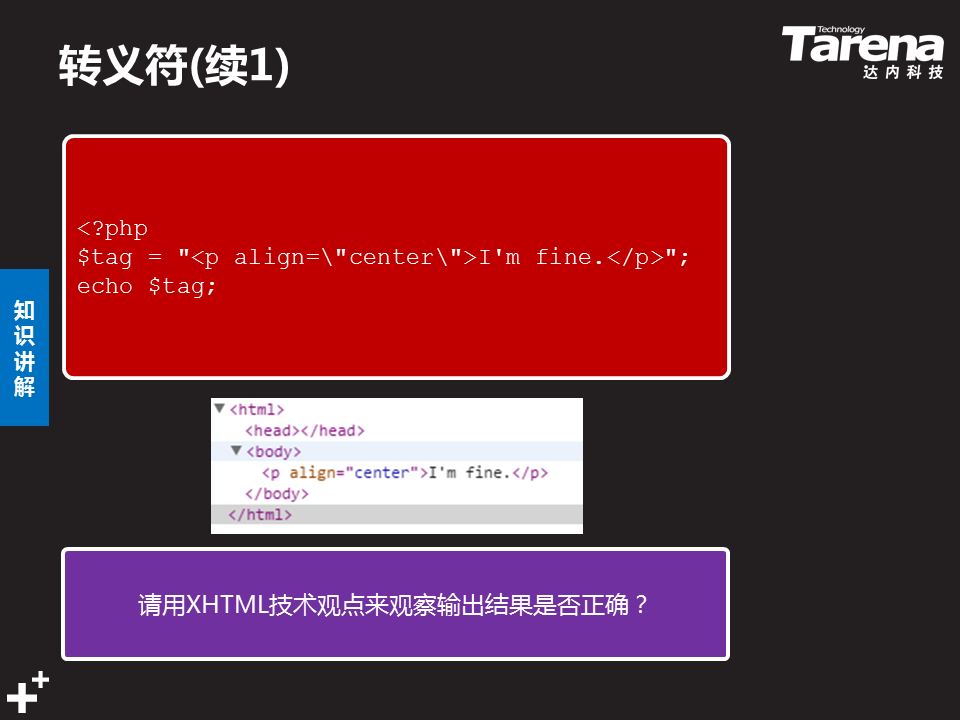 转义符(续1)
Technology
Tarena
达内科技
<?php
$tag = "<p align=\"center\">I'm fine.</p>";
echo $tag;
知识讲解
<html>
<head></head>
<body>
<p align="center">I'm fine.</p>
</body>
</html>
请用XHTML技术观点来观察输出结果是否正确？